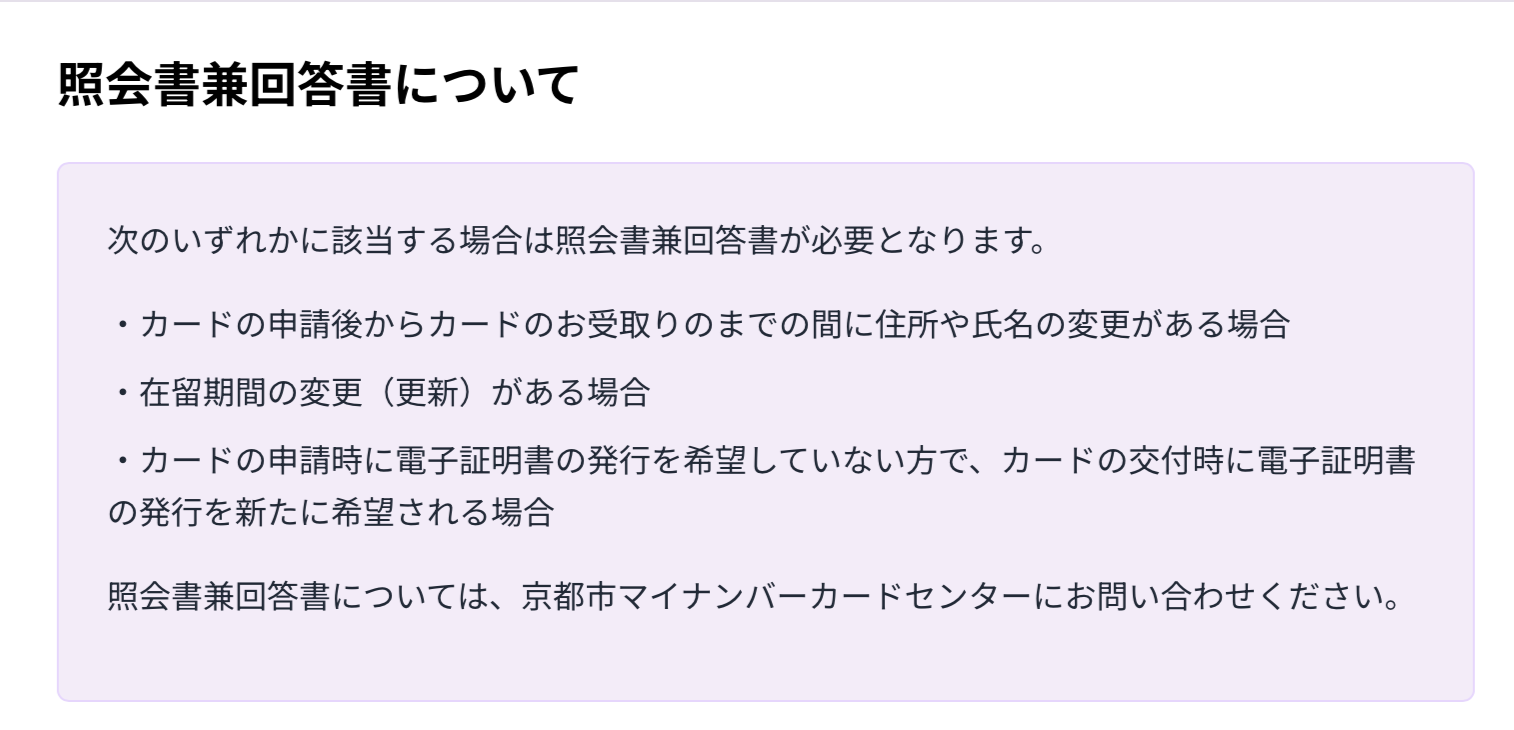 照会書兼回答書について
次のいずれかに該当する場合は照会書兼回答書が必要となります。
・カードの申請後からカードのお受取りのまでの間に住所や氏名の変更がある場合
・在留期間の変更（更新）がある場合
・カードの申請時に電子証明書の発行を希望していない方で、カードの交付時に電子証明書
の発行を新たに希望される場合
照会書兼回答書については、京都市マイナンバーカードセンターにお問い合わせください。